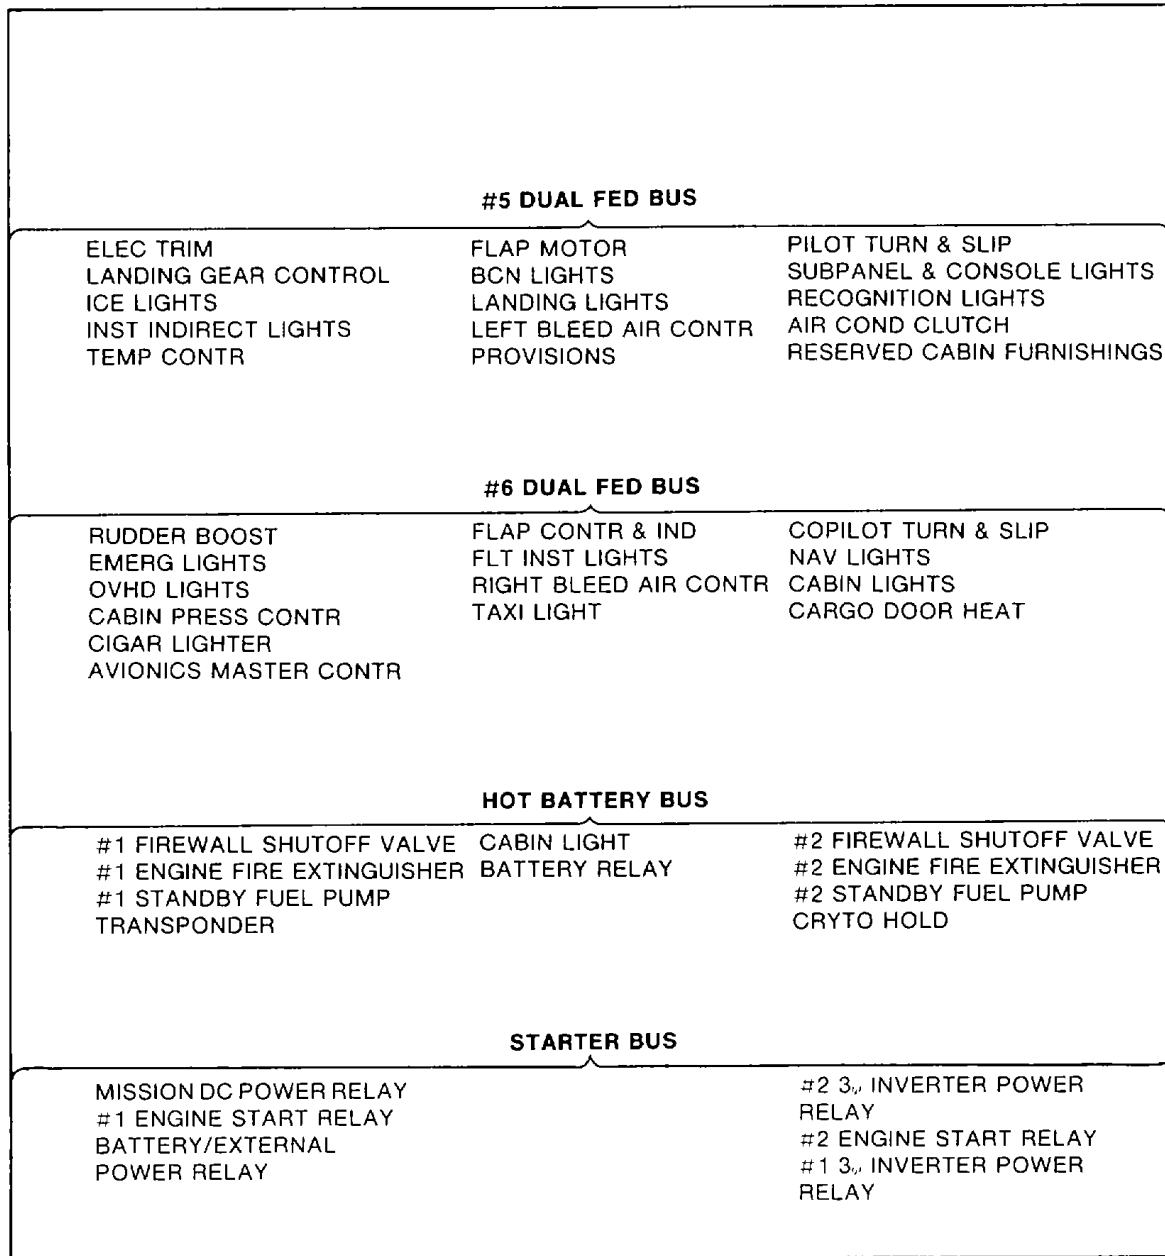 #5 DUAL FED BUS
ELEC TRIM
LANDING GEAR CONTROL
ICE LIGHTS
INST INDIRECT LIGHTS
TEMP CONTR
FLAP MOTOR
BCN LIGHTS
LANDING LIGHTS
LEFT BLEED AIR CONTR
PROVISIONS
PILOT TURN & SLIP
SUBPANEL & CONSOLE LIGHTS
RECOGNITION LIGHTS
AIR COND CLUTCH
RESERVED CABIN FURNISHINGS
#6 DUAL FED BUS
RUDDER BOOST
EMERG LIGHTS
OVHD LIGHTS
CABIN PRESS CONTR
CIGAR LIGHTER
AVIONICS MASTER CONTR
FLAP CONTR & IND
FLT INST LIGHTS
RIGHT BLEED AIR CONTR
TAXI LIGHT
COPILOT TURN & SLIP
NAV LIGHTS
CABIN LIGHTS
CARGO DOOR HEAT
HOT BATTERY BUS
#1 FIREWALL SHUTOFF VALVE
#1 ENGINE FIRE EXTINGUISHER
#1 STANDBY FUEL PUMP
TRANSPONDER
CABIN LIGHT
BATTERY RELAY
#2 FIREWALL SHUTOFF VALVE
#2 ENGINE FIRE EXTINGUISHER
#2 STANDBY FUEL PUMP
CRYTO HOLD
STARTER BUS
MISSION DC POWER RELAY
#1 ENGINE START RELAY
BATTERY/EXTERNAL
POWER RELAY
#2 3 INVERTER POWER
RELAY
#2 ENGINE START RELAY
#1 3 INVERTER POWER
RELAY